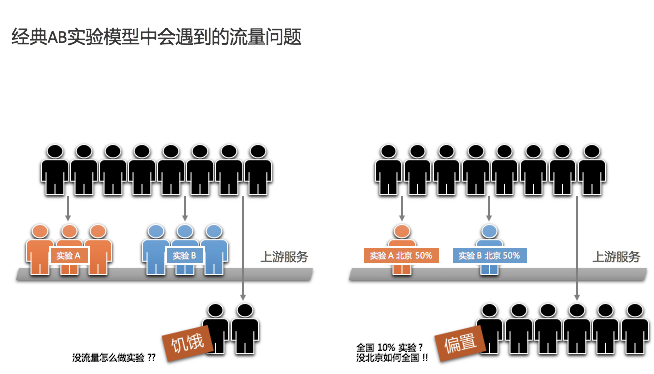 经典AB实验模型中会遇到的流量问题
实验 A
实验 B
上游服务
没流量怎么做实验 ??
饥饿
实验 A 北京 50%
实验 B 北京 50%
上游服务
全国 10% 实验 ?
没北京如何全国 !!
偏置